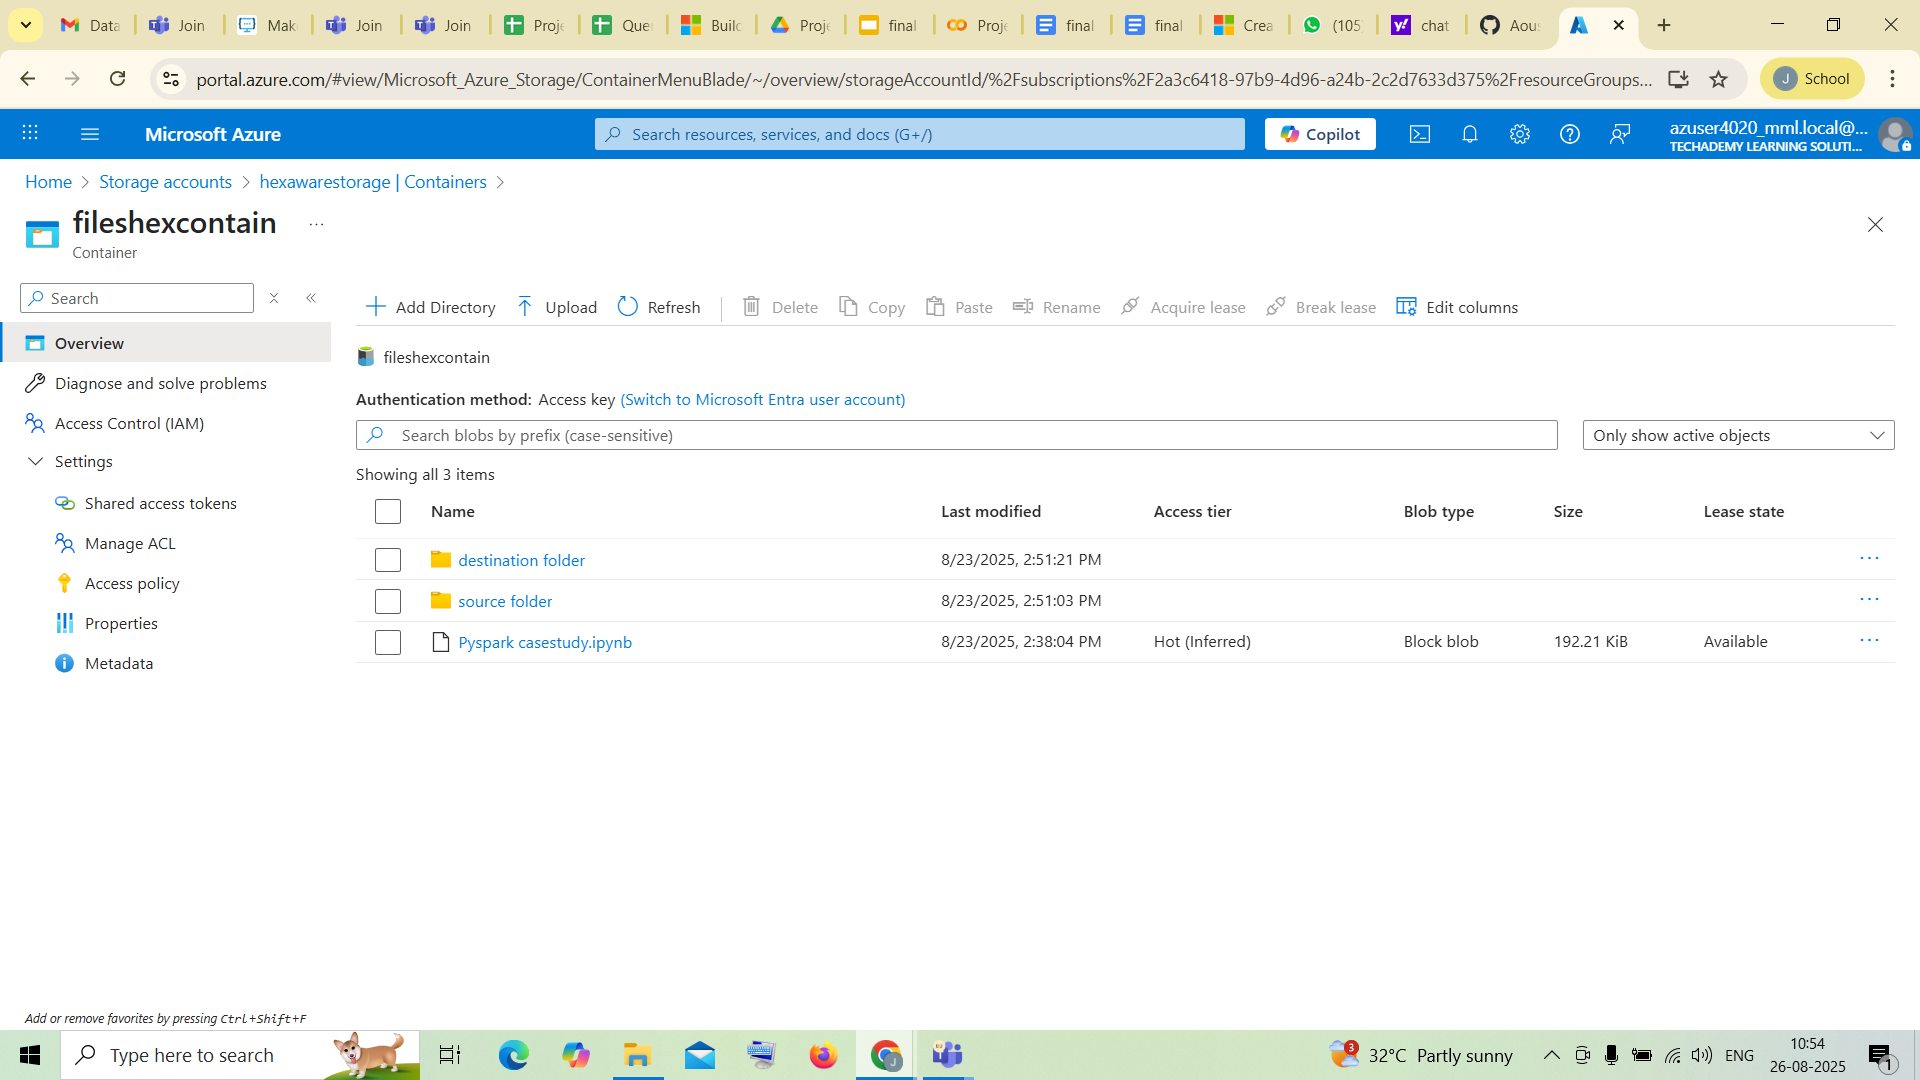 Data
Join
Mak
Join
Join
Proje
Quer
Builc
Proje
final
Proje
final
final
Crea
(105
chat
Aous
portal.azure.com/#view/Microsoft_Azure_Storage/ContainerMenuBlade/~/overview/storageAccountId/%2Fsubscriptions%2F2a3c6418-97b9-4d96-a24b-2c2d7633d375%2FresourceGroups...
J School
Microsoft Azure
Search resources, services, and docs (G+/)
Copilot
azuser4020_mml.local@...
TECHADEMY LEARNING SOLUTI...
Home > Storage accounts > hexawarestorage | Containers >
fileshexcontain ...
Container
Search
Add Directory Upload Refresh Delete Copy Paste Rename Acquire lease Break lease Edit columns
Overview
Diagnose and solve problems
Access Control (IAM)
Settings
Shared access tokens
Manage ACL
Access policy
Properties
Metadata
fileshexcontain
Authentication method: Access key (Switch to Microsoft Entra user account)
Search blobs by prefix (case-sensitive)
Only show active objects
Showing all 3 items
Name Last modified Access tier Blob type Size Lease state
destination folder 8/23/2025, 2:51:21 PM ...
source folder 8/23/2025, 2:51:03 PM ...
Pyspark casestudy.ipynb 8/23/2025, 2:38:04 PM Hot (Inferred) Block blob 192.21 KiB Available ...
Add or remove favorites by pressing Ctrl+Shift+F
Type here to search
3
32°C Partly sunny
ENG
10:54
26-08-2025
1